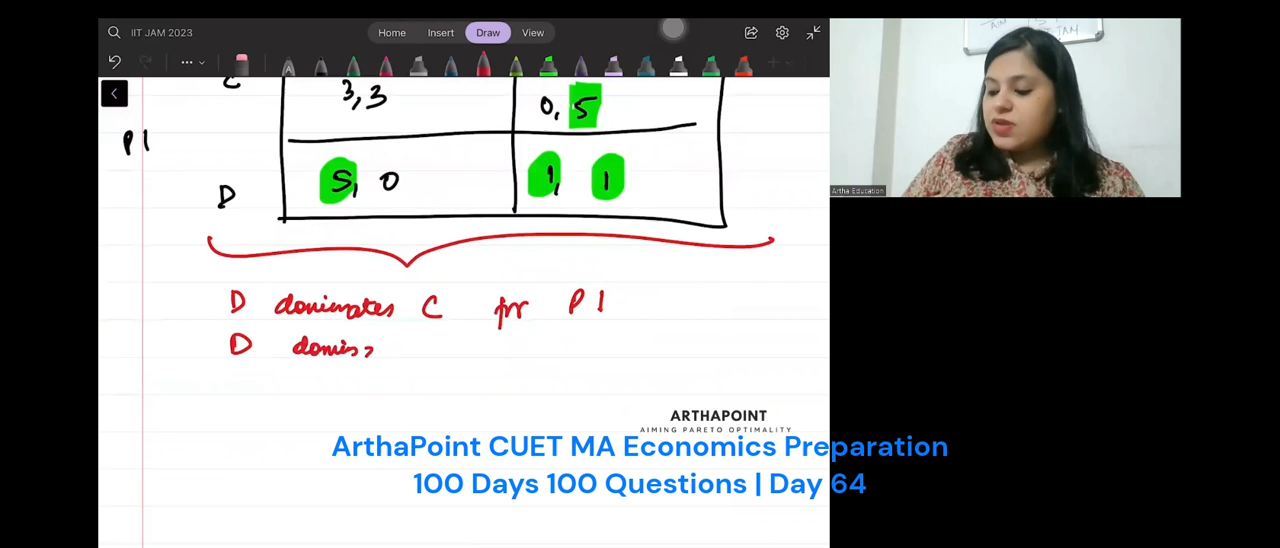 IIT JAM 2023
Home Insert Draw View
C 3,3 0, 5
P1
D 5, 0 1, 1
D dominates C for P1
D domis
Artha Education
ARTHAPOINT
AIMING PARETO OPTIMALITY
ArthaPoint CUET MA Economics Preparation
100 Days 100 Questions | Day 64